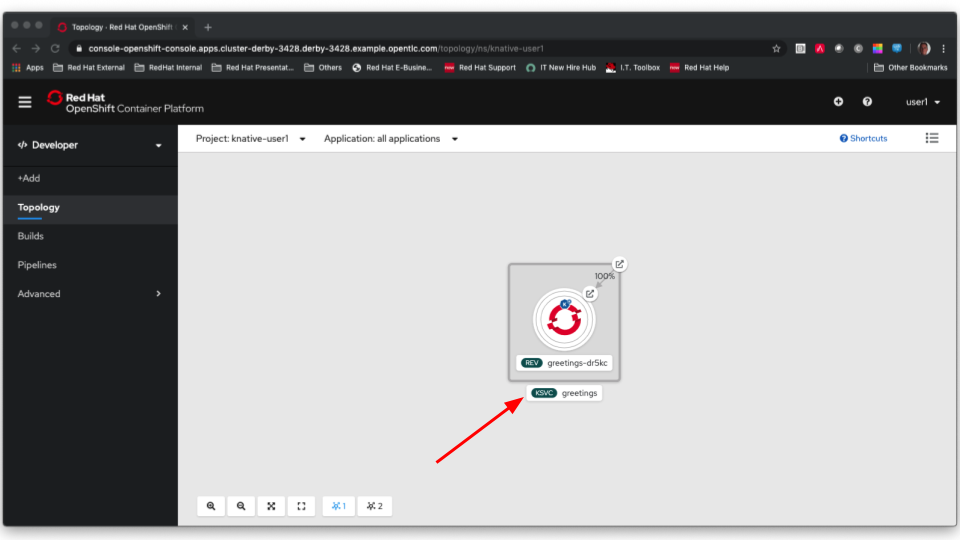 Topology · Red Hat OpenShift
console-openshift-console.apps.cluster-derby-3428.derby-3428.example.opentlc.com/topology/ns/knative-user1
Apps Red Hat External RedHat Internal Red Hat Presentat... Others Red Hat E-Busine... Red Hat Support IT New Hire Hub I.T. Toolbox Red Hat Help Other Bookmarks
Red Hat
OpenShift Container Platform
user1
</> Developer
Project: knative-user1 Application: all applications Shortcuts
+Add
Topology
Builds
Pipelines
Advanced
100%
REV greetings-dr5kc
KSVC greetings
1 2